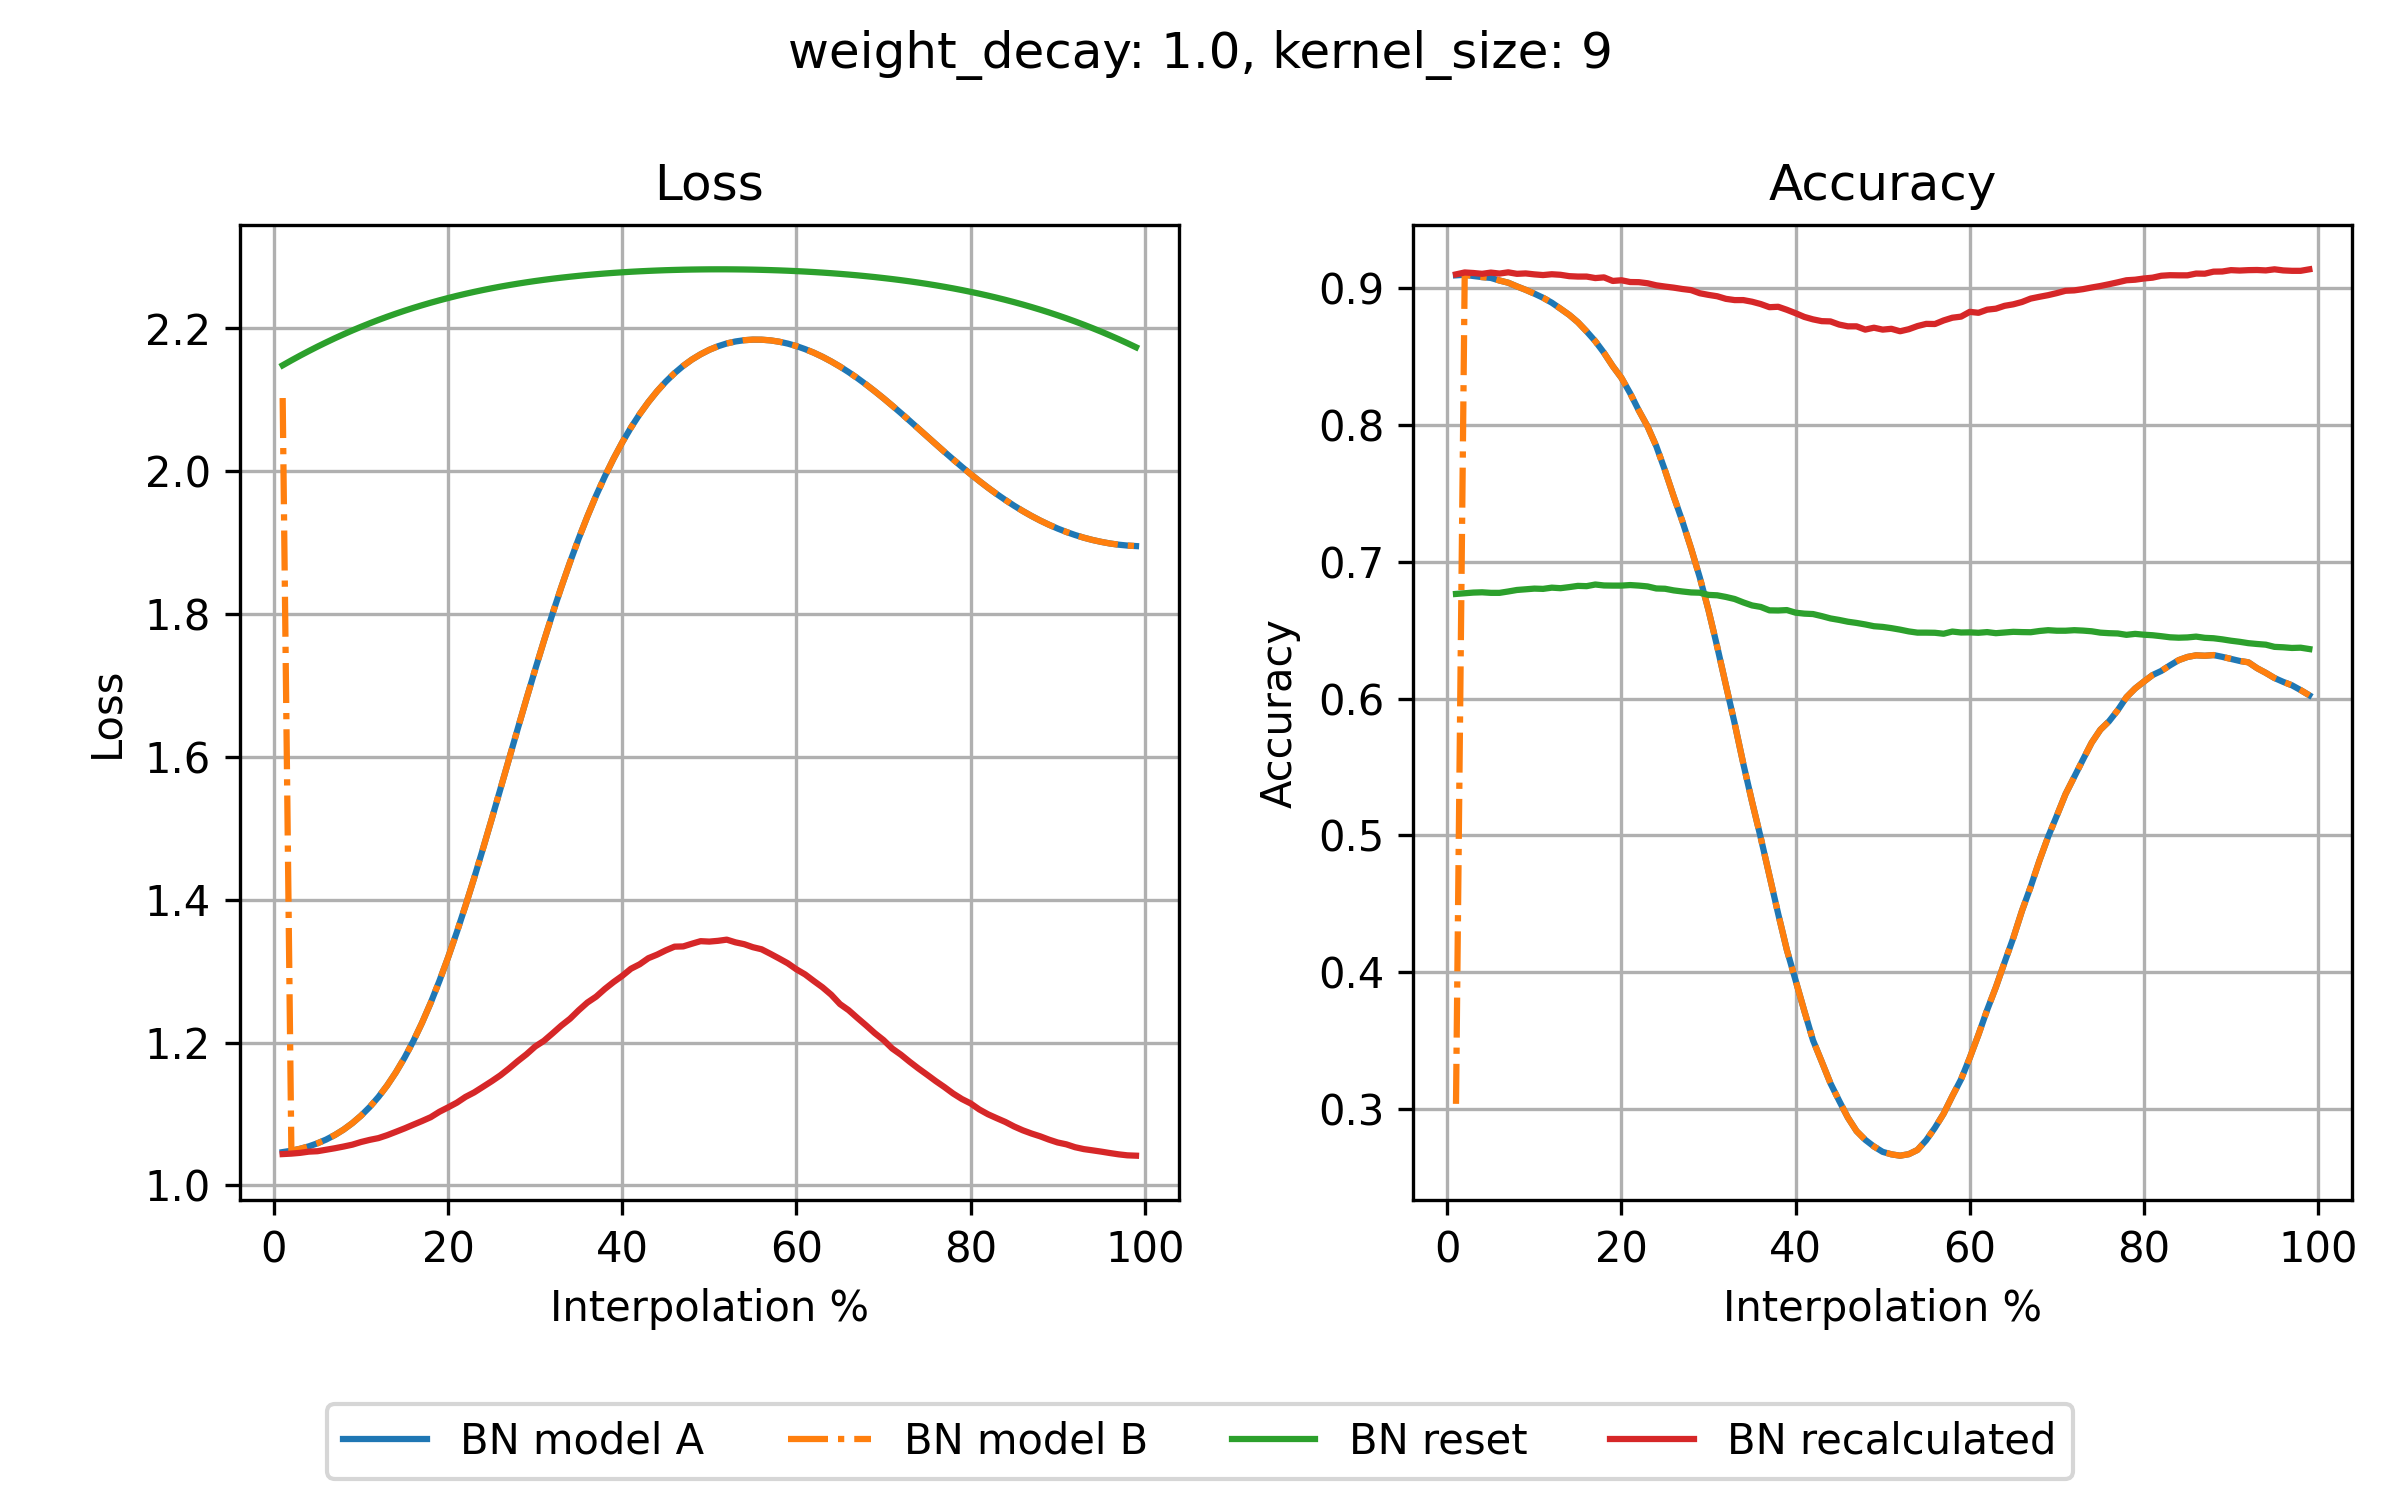 weight_decay: 1.0, kernel_size: 9
Loss
Loss
2.2
2.0
1.8
1.6
1.4
1.2
1.0
0 20 40 60 80 100
Interpolation %
Accuracy
Accuracy
0.9
0.8
0.7
0.6
0.5
0.4
0.3
0 20 40 60 80 100
Interpolation %
BN model A BN model B BN reset BN recalculated